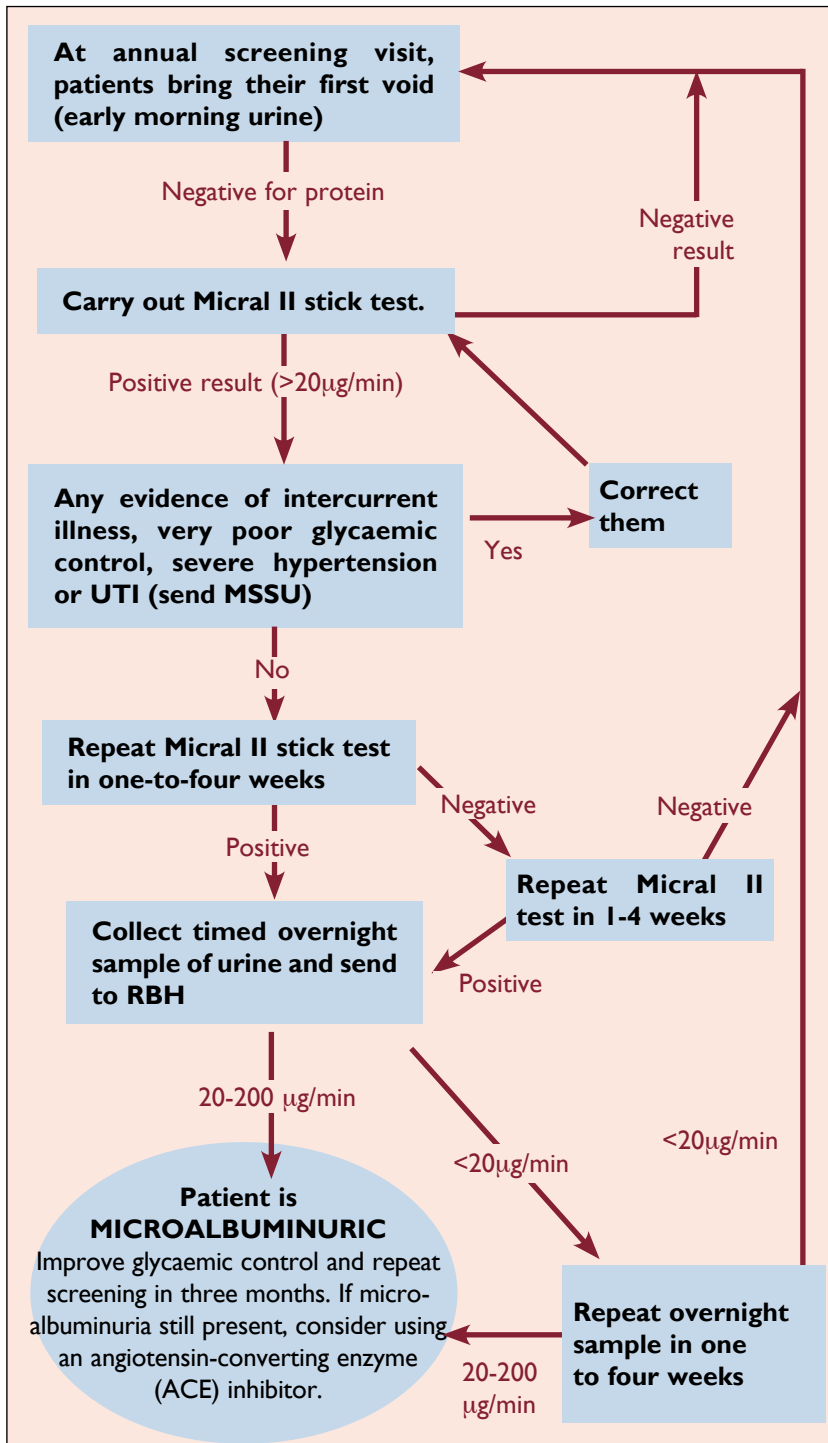 At annual screening visit,
patients bring their first void
(early morning urine)
Negative for protein
Negative
result
Carry out Micral II stick test.
Positive result (>20μg/min)
Any evidence of intercurrent
illness, very poor glycaemic
control, severe hypertension
or UTI (send MSSU)
Yes
Correct
them
No
Repeat Micral II stick test
in one-to-four weeks
Negative
Negative
Positive
Repeat Micral II
test in 1-4 weeks
Collect timed overnight
sample of urine and send
to RBH
Positive
20-200 μg/min
<20μg/min
<20μg/min
Patient is
MICROALBUMINURIC
Improve glycaemic control and repeat
screening in three months. If micro-
albuminuria still present, consider using
an angiotensin-converting enzyme
(ACE) inhibitor.
20-200
μg/min
Repeat overnight
sample in one
to four weeks